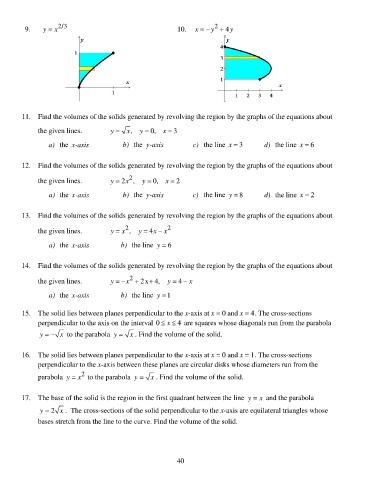 9. y = x^2/3 10. x = −y^2 + 4y
y y
1 4
3
2
1
x x
1 1 2 3 4
11. Find the volumes of the solids generated by revolving the region by the graphs of the equations about
the given lines. y = √x, y = 0, x = 3
a) the x-axis b) the y-axis c) the line x = 3 d) the line x = 6
12. Find the volumes of the solids generated by revolving the region by the graphs of the equations about
the given lines. y = 2x^2, y = 0, x = 2
a) the x-axis b) the y-axis c) the line y = 8 d) the line x = 2
13. Find the volumes of the solids generated by revolving the region by the graphs of the equations about
the given lines. y = x^2, y = 4x − x^2
a) the x-axis b) the line y = 6
14. Find the volumes of the solids generated by revolving the region by the graphs of the equations about
the given lines. y = −x^2 + 2x + 4, y = 4 − x
a) the x-axis b) the line y = 1
15. The solid lies between planes perpendicular to the x-axis at x = 0 and x = 4. The cross-sections
perpendicular to the axis on the interval 0 ≤ x ≤ 4 are squares whose diagonals run from the parabola
y = −√x to the parabola y = √x. Find the volume of the solid.
16. The solid lies between planes perpendicular to the x-axis at x = 0 and x = 1. The cross-sections
perpendicular to the x-axis between these planes are circular disks whose diameters run from the
parabola y = x^2 to the parabola y = √x. Find the volume of the solid.
17. The base of the solid is the region in the first quadrant between the line y = x and the parabola
y = 2√x. The cross-sections of the solid perpendicular to the x-axis are equilateral triangles whose
bases stretch from the line to the curve. Find the volume of the solid.
40